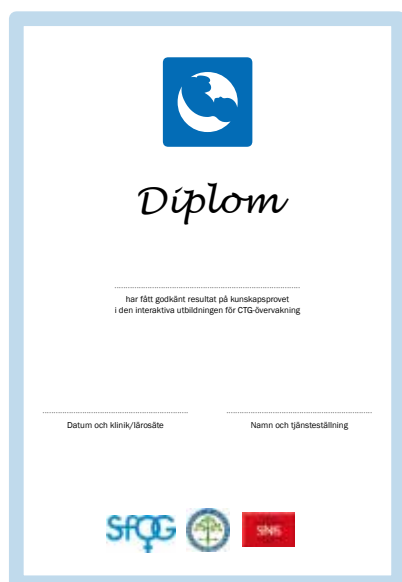 Diplom
har fått godkänt resultat på kunskapsprovet
i den interaktiva utbildningen för CTG-övervakning
Datum och klinik/lärosäte
Namn och tjänsteställning
SFOG